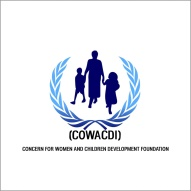 (COWACDI)
CONCERN FOR WOMEN AND CHILDREN DEVELOPMENT FOUNDATION